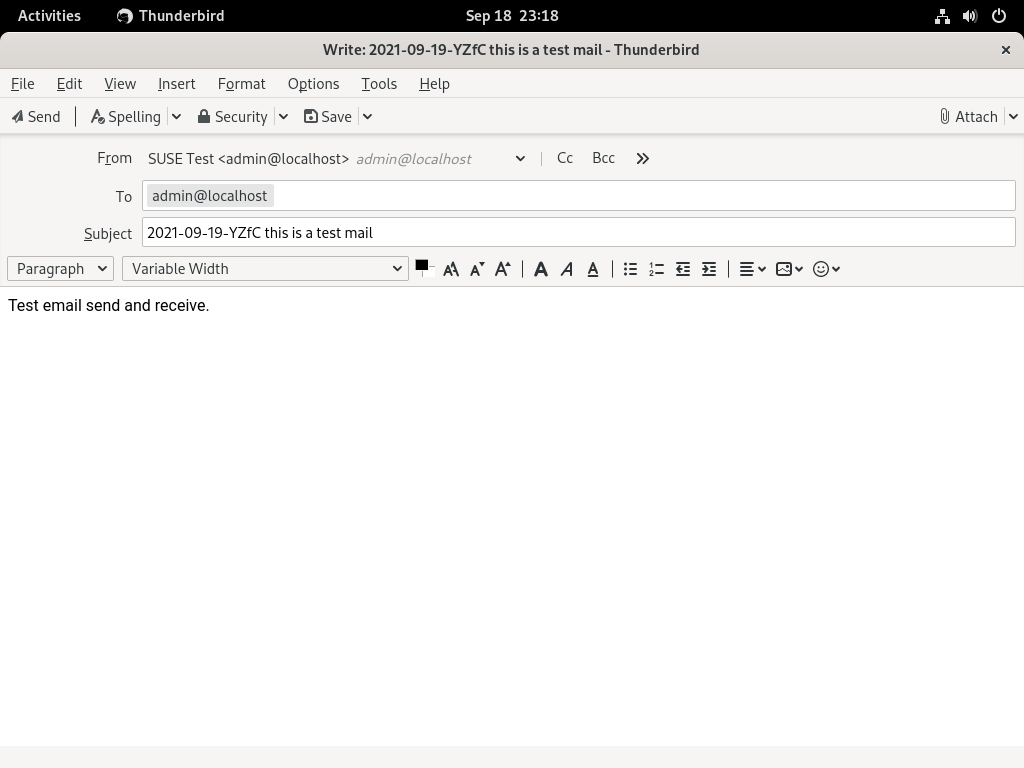 Activities Thunderbird Sep 18 23:18
Write: 2021-09-19-YZfC this is a test mail - Thunderbird
File Edit View Insert Format Options Tools Help
Send Spelling Security Save Attach
From SUSE Test <admin@localhost> admin@localhost Cc Bcc
To admin@localhost
Subject 2021-09-19-YZfC this is a test mail
Paragraph Variable Width
Test email send and receive.